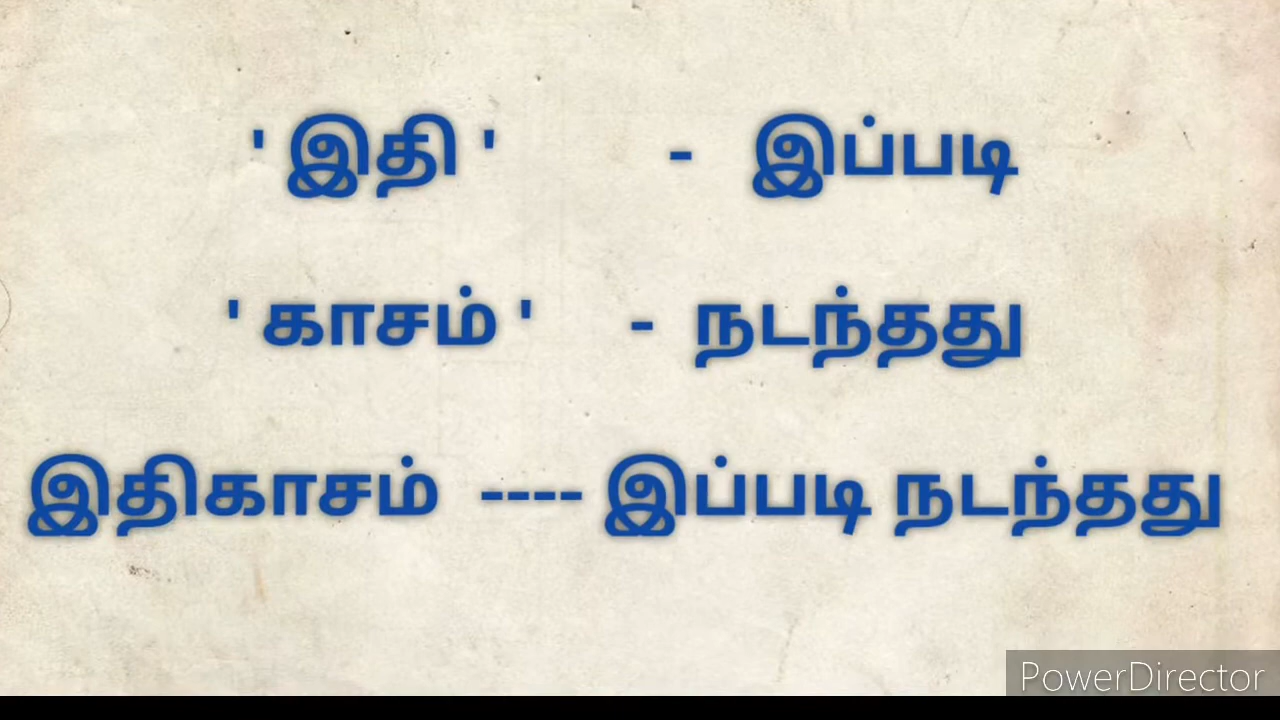 ' இதி ' - இப்படி
' காசம் ' - நடந்தது
இதிகாசம் ---- இப்படி நடந்தது
PowerDirector